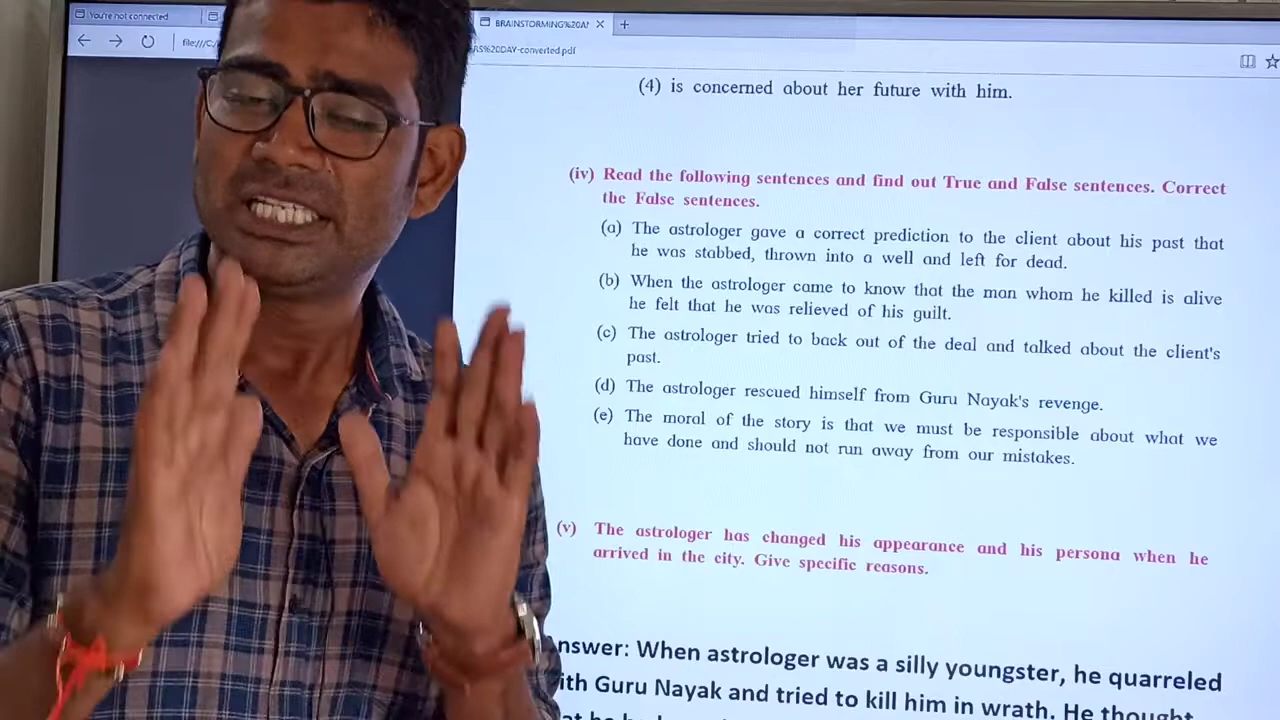 You're not connected
BRAINSTORMING%20A
file:///C:/
RS%20DAY-converted.pdf
(4) is concerned about her future with him.
(iv) Read the following sentences and find out True and False sentences. Correct
the False sentences.
(a) The astrologer gave a correct prediction to the client about his past that
he was stabbed, thrown into a well and left for dead.
(b) When the astrologer came to know that the man whom he killed is alive
he felt that he was relieved of his guilt.
(c) The astrologer tried to back out of the deal and talked about the client's
past.
(d) The astrologer rescued himself from Guru Nayak's revenge.
(e) The moral of the story is that we must be responsible about what we
have done and should not run away from our mistakes.
(v) The astrologer has changed his appearance and his persona when he
arrived in the city. Give specific reasons.
nswer: When astrologer was a silly youngster, he quarreled
ith Guru Nayak and tried to kill him in wrath. He thought
at he